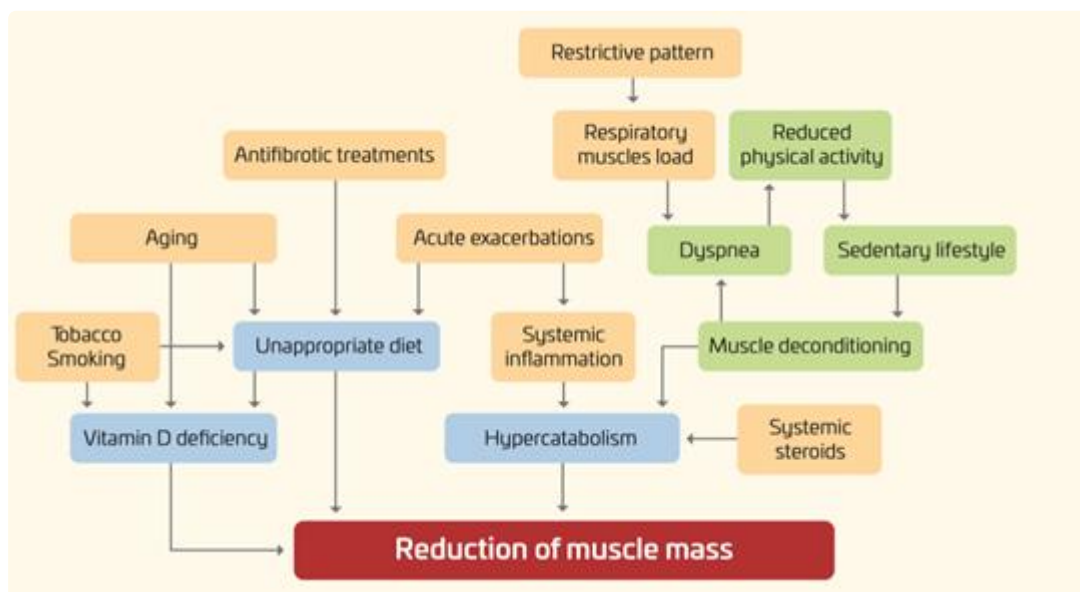 Restrictive pattern
Respiratory
muscles load
Reduced
physical activity
Antifibrotic treatments
Aging
Acute exacerbations
Dyspnea
Sedentary lifestyle
Tobacco
Smoking
Unappropriate diet
Systemic
inflammation
Muscle deconditioning
Vitamin D deficiency
Hypercatabolism
Systemic
steroids
Reduction of muscle mass